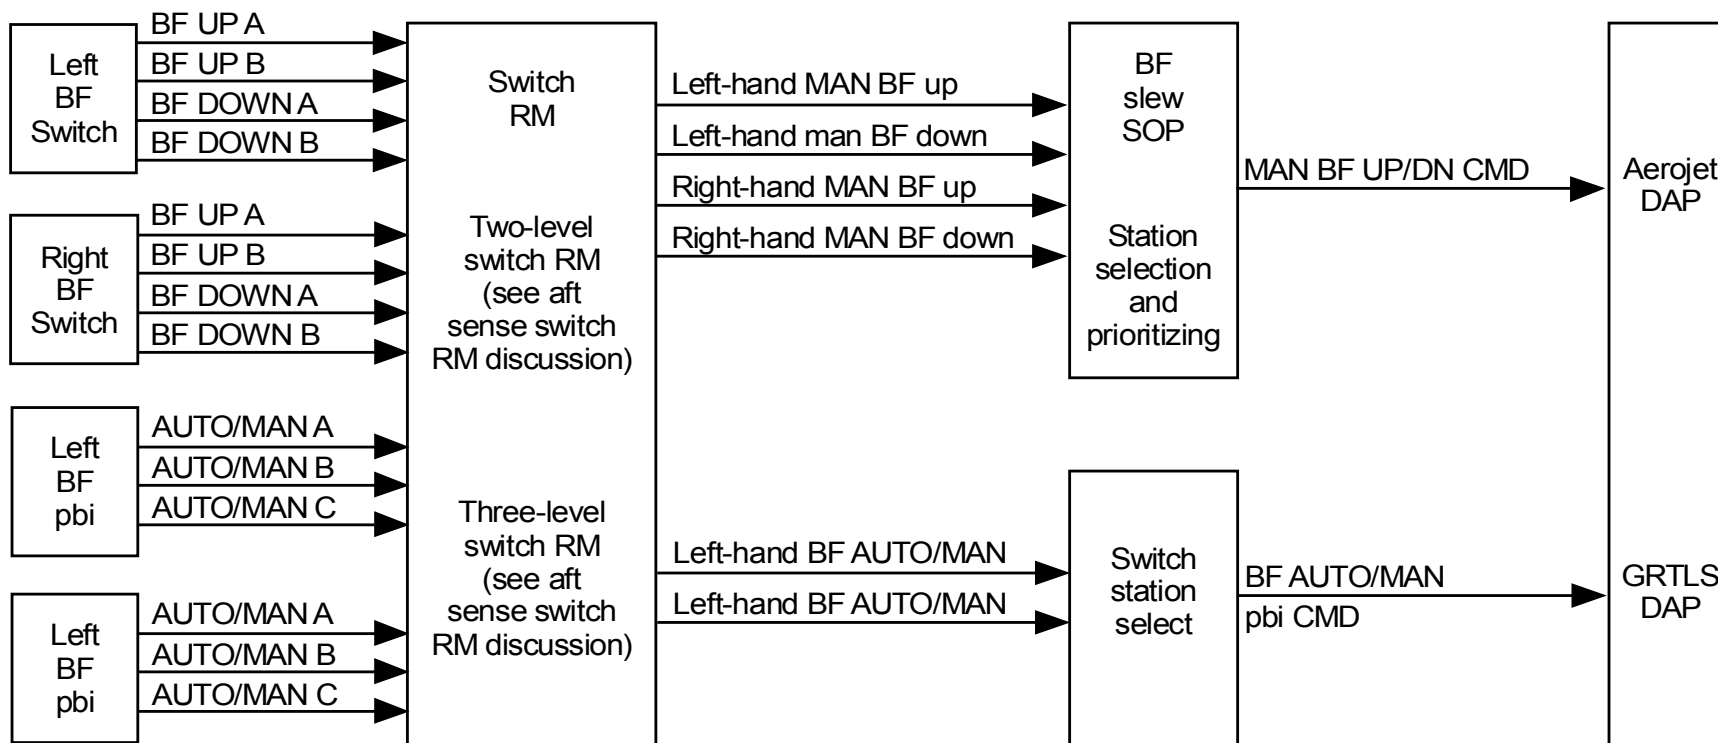 Left
BF
Switch
BF UP A
BF UP B
BF DOWN A
BF DOWN B
Right
BF
Switch
BF UP A
BF UP B
BF DOWN A
BF DOWN B
Left
BF
pbi
AUTO/MAN A
AUTO/MAN B
AUTO/MAN C
Left
BF
pbi
AUTO/MAN A
AUTO/MAN B
AUTO/MAN C
Switch
RM
Two-level
switch RM
(see aft
sense switch
RM discussion)
Three-level
switch RM
(see aft
sense switch
RM discussion)
Left-hand MAN BF up
Left-hand man BF down
Right-hand MAN BF up
Right-hand MAN BF down
Left-hand BF AUTO/MAN
Left-hand BF AUTO/MAN
BF
slew
SOP
Station
selection
and
prioritizing
Switch
station
select
MAN BF UP/DN CMD
BF AUTO/MAN
pbi CMD
Aerojet
DAP
GRTLS
DAP